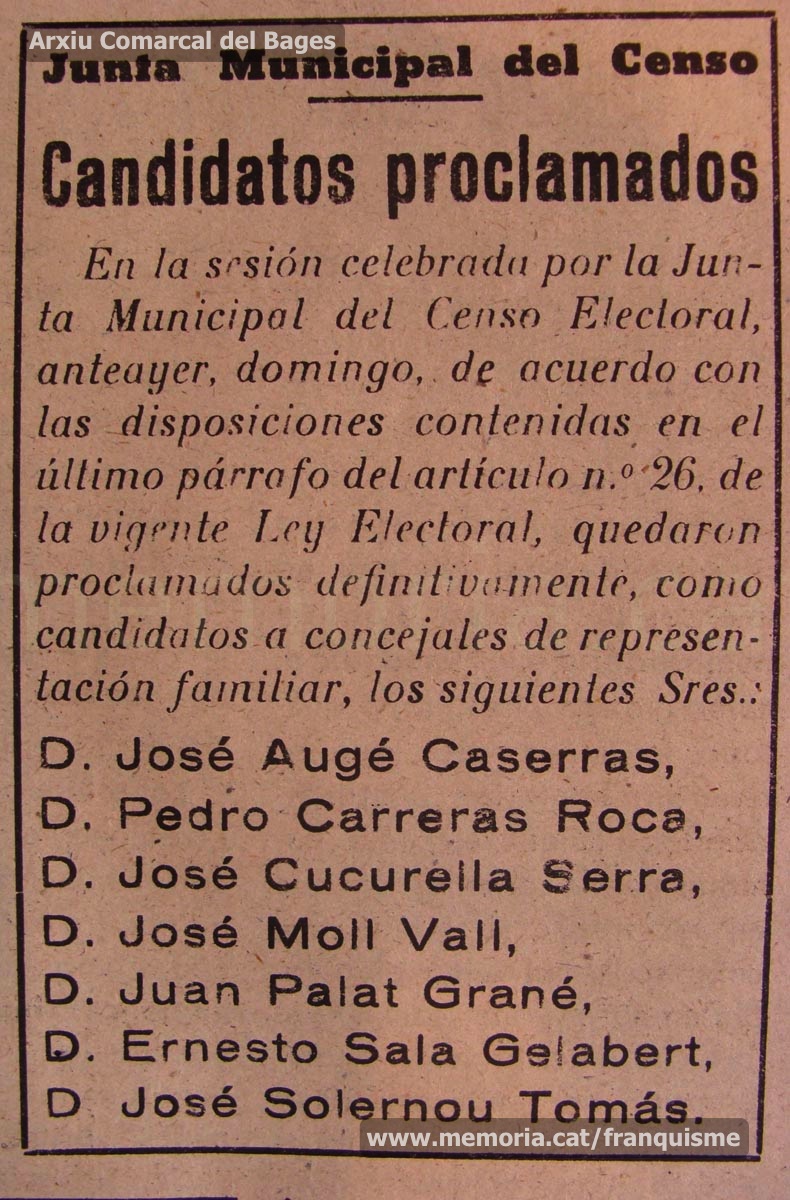 Arxiu Comarcal del Bages
Junta Municipal del Censo
Candidatos proclamados
En la sesión celebrada por la Jun-
ta Municipal del Censo Electoral,
anteayer, domingo, de acuerdo con
las disposiciones contenidas en el
último párrafo del artículo n.º 26, de
la vigente Ley Electoral, quedaron
proclamados definitivamente, como
candidatos a concejales de represen-
tación familiar, los siguientes Sres.:
D. José Augé Caserras,
D. Pedro Carreras Roca,
D. José Cucurella Serra,
D. José Moll Vall,
D. Juan Palat Grané,
D. Ernesto Sala Gelabert,
D José Solernou Tomás.
www.memoria.cat/franquisme